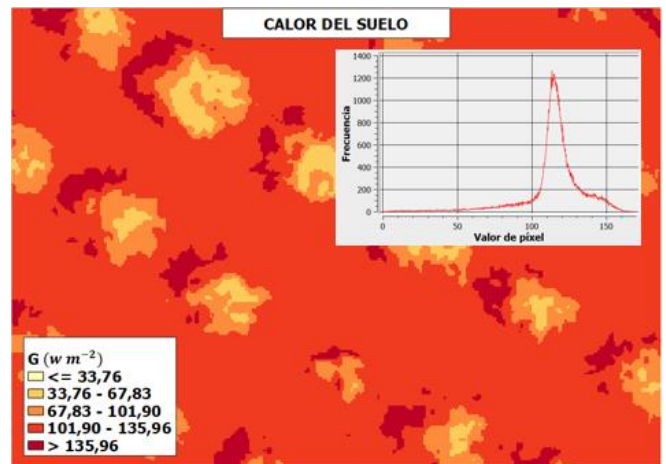 CALOR DEL SUELO
Frecuencia
1400
1200
1000
800
600
400
200
0
0 50 100 150
Valor de píxel
G (w m⁻²)
<= 33,76
33,76 - 67,83
67,83 - 101,90
101,90 - 135,96
> 135,96